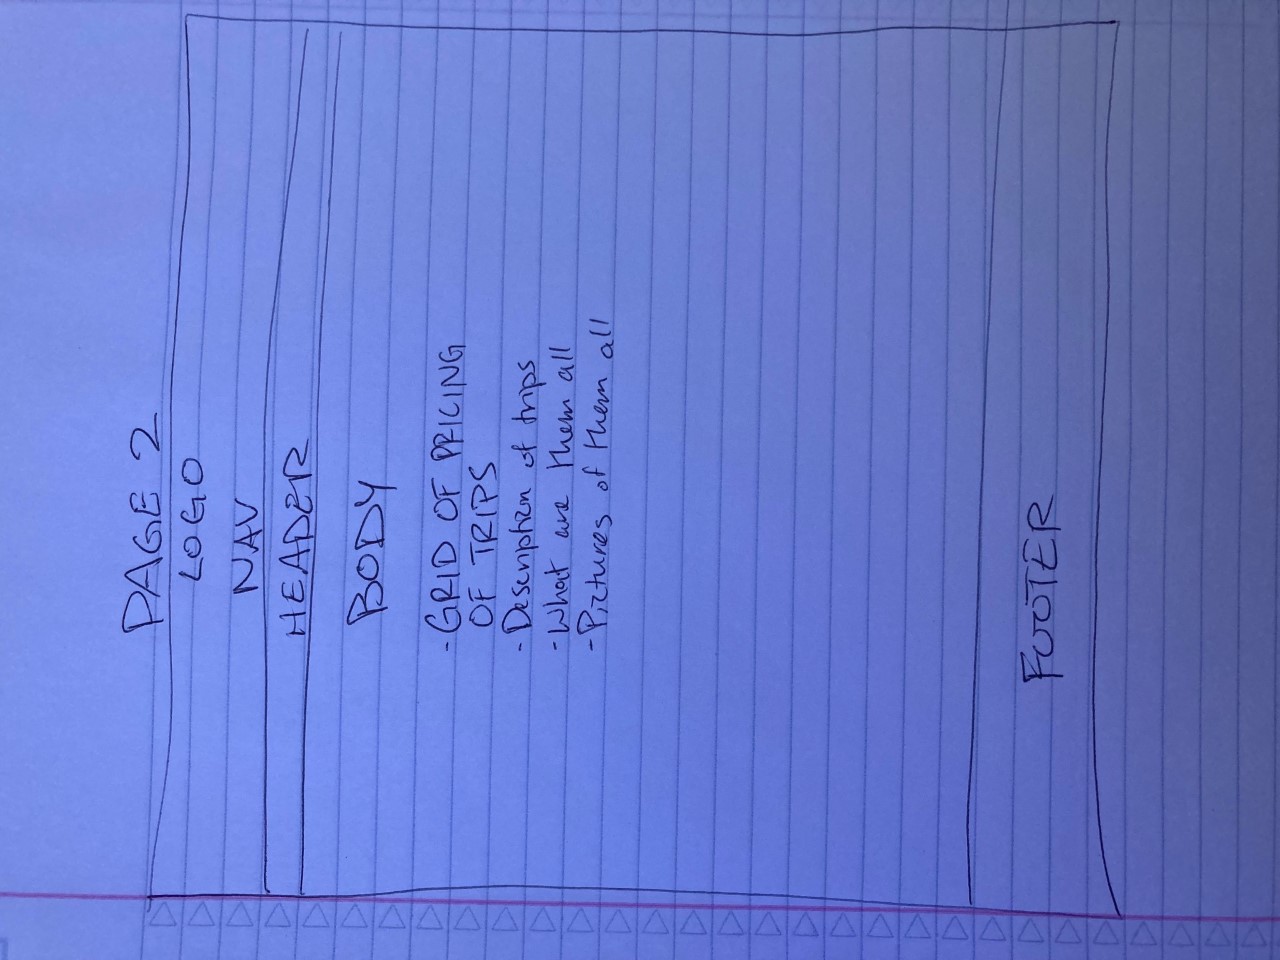 PAGE 2
LOGO
NAV
HEADER
BODY
- GRID OF PRICING
OF TRIPS
- Description of trips
- What are them all
- Pictures of them all
FOOTER